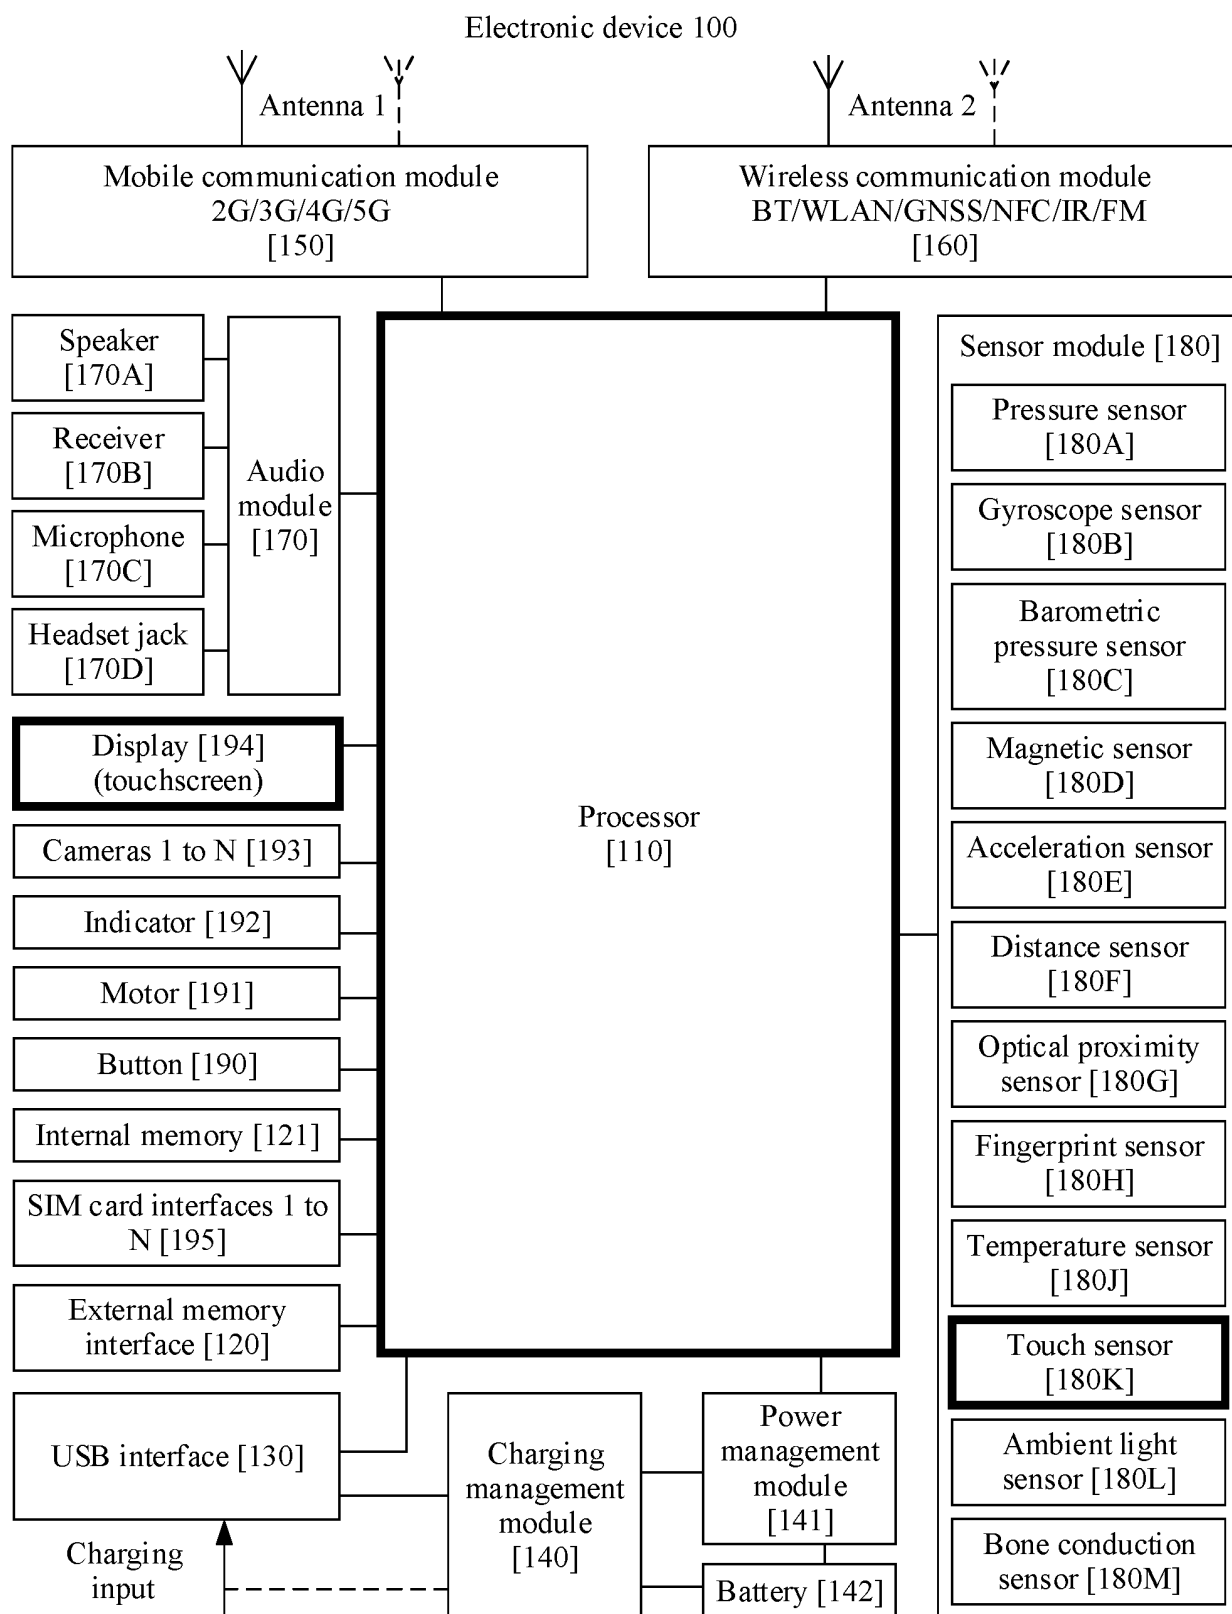 Electronic device 100
Antenna 1
Antenna 2
Mobile communication module
2G/3G/4G/5G
[150]
Wireless communication module
BT/WLAN/GNSS/NFC/IR/FM
[160]
Speaker
[170A]
Receiver
[170B]
Microphone
[170C]
Headset jack
[170D]
Audio
module
[170]
Display [194]
(touchscreen)
Cameras 1 to N [193]
Indicator [192]
Motor [191]
Button [190]
Internal memory [121]
SIM card interfaces 1 to
N [195]
External memory
interface [120]
USB interface [130]
Charging
input
Processor
[110]
Charging
management
module
[140]
Power
management
module
[141]
Battery [142]
Sensor module [180]
Pressure sensor
[180A]
Gyroscope sensor
[180B]
Barometric
pressure sensor
[180C]
Magnetic sensor
[180D]
Acceleration sensor
[180E]
Distance sensor
[180F]
Optical proximity
sensor [180G]
Fingerprint sensor
[180H]
Temperature sensor
[180J]
Touch sensor
[180K]
Ambient light
sensor [180L]
Bone conduction
sensor [180M]